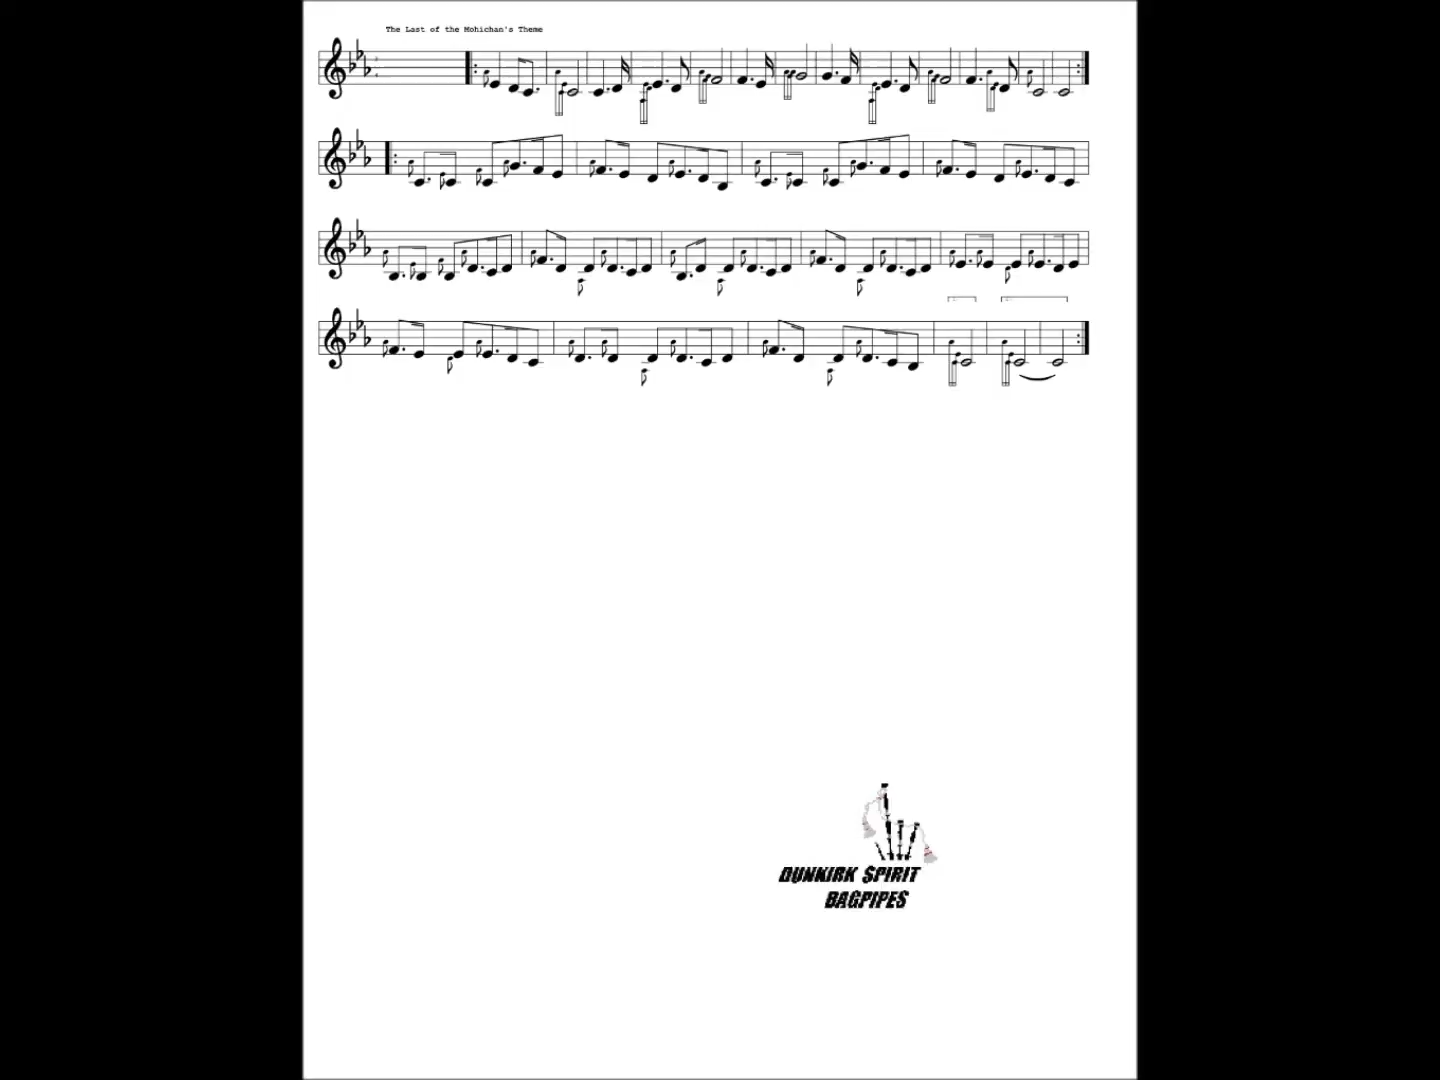 The Last of the Mohichan's Theme
DUNKIRK SPIRIT
BAGPIPES